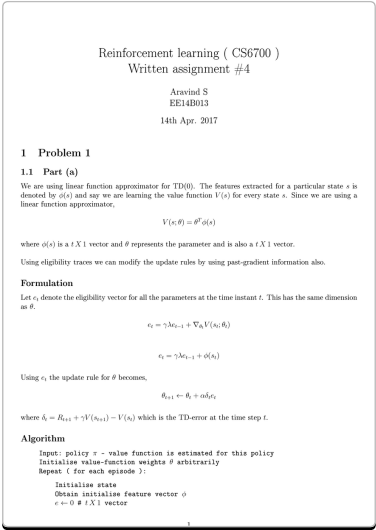 Reinforcement learning ( CS6700 )
Written assignment #4
Aravind S
EE14B013
14th Apr. 2017
1 Problem 1
1.1 Part (a)
We are using linear function approximator for TD(0). The features extracted for a particular state s is
denoted by ϕ(s) and say we are learning the value function V(s) for every state s. Since we are using a
linear function approximator,
V(s; θ) = θ^T ϕ(s)
where ϕ(s) is a t X 1 vector and θ represents the parameter and is also a t X 1 vector.
Using eligibility traces we can modify the update rules by using past-gradient information also.
Formulation
Let e_t denote the eligibility vector for all the parameters at the time instant t. This has the same dimension
as θ.
e_t = γλe_{t−1} + ∇_{θ_t} V(s_t; θ_t)
e_t = γλe_{t−1} + ϕ(s_t)
Using e_t the update rule for θ becomes,
θ_{t+1} ← θ_t + αδ_t e_t
where δ_t = R_{t+1} + γV(s_{t+1}) − V(s_t) which is the TD-error at the time step t.
Algorithm
Input: policy π - value function is estimated for this policy
Initialise value-function weights θ arbitrarily
Repeat ( for each episode ):
Initialise state
Obtain initialise feature vector ϕ
e ← 0 # t X 1 vector
1